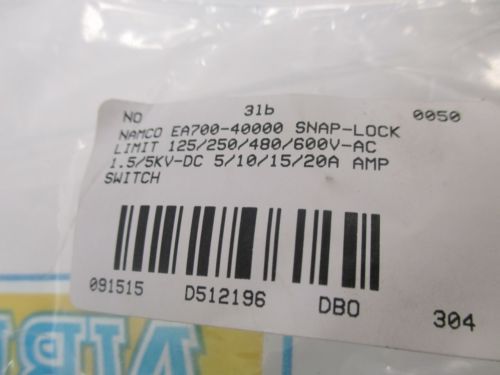 NO 31b 0050
NAMCO EA700-40000 SNAP-LOCK
LIMIT 125/250/480/600V-AC
1.5/5KV-DC 5/10/15/20A AMP
SWITCH
091515 D512196 DBO 304